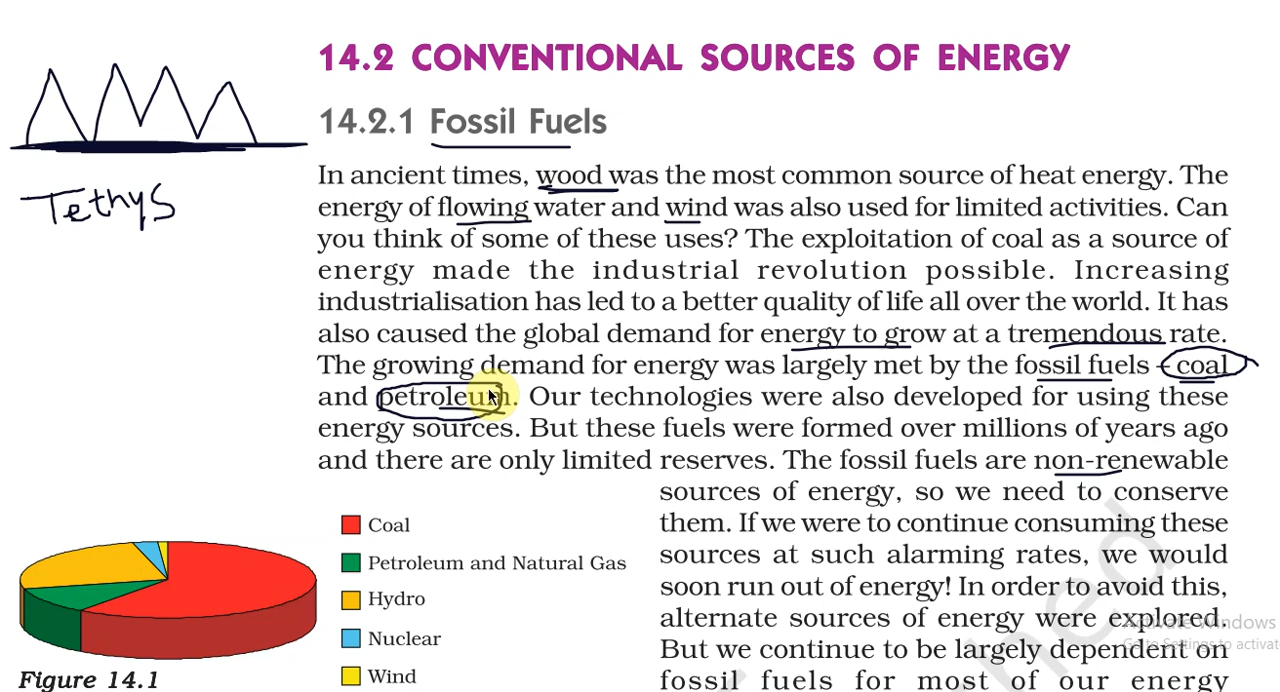 14.2 CONVENTIONAL SOURCES OF ENERGY
14.2.1 Fossil Fuels
Tethys
In ancient times, wood was the most common source of heat energy. The
energy of flowing water and wind was also used for limited activities. Can
you think of some of these uses? The exploitation of coal as a source of
energy made the industrial revolution possible. Increasing
industrialisation has led to a better quality of life all over the world. It has
also caused the global demand for energy to grow at a tremendous rate.
The growing demand for energy was largely met by the fossil fuels – coal
and petroleum. Our technologies were also developed for using these
energy sources. But these fuels were formed over millions of years ago
and there are only limited reserves. The fossil fuels are non-renewable
sources of energy, so we need to conserve
them. If we were to continue consuming these
sources at such alarming rates, we would
soon run out of energy! In order to avoid this,
alternate sources of energy were explored.
But we continue to be largely dependent on
fossil fuels for most of our energy
Coal
Petroleum and Natural Gas
Hydro
Nuclear
Wind
Figure 14.1
Activate Windows
Go to Settings to activat